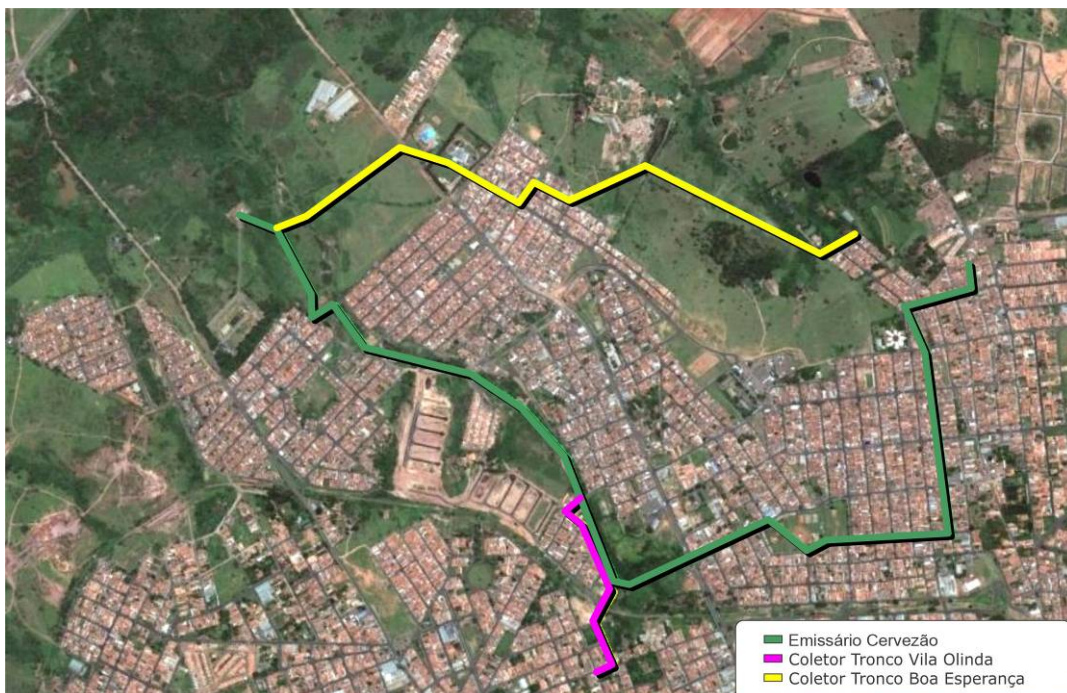 Emissário Cervezão
Coletor Tronco Vila Olinda
Coletor Tronco Boa Esperança